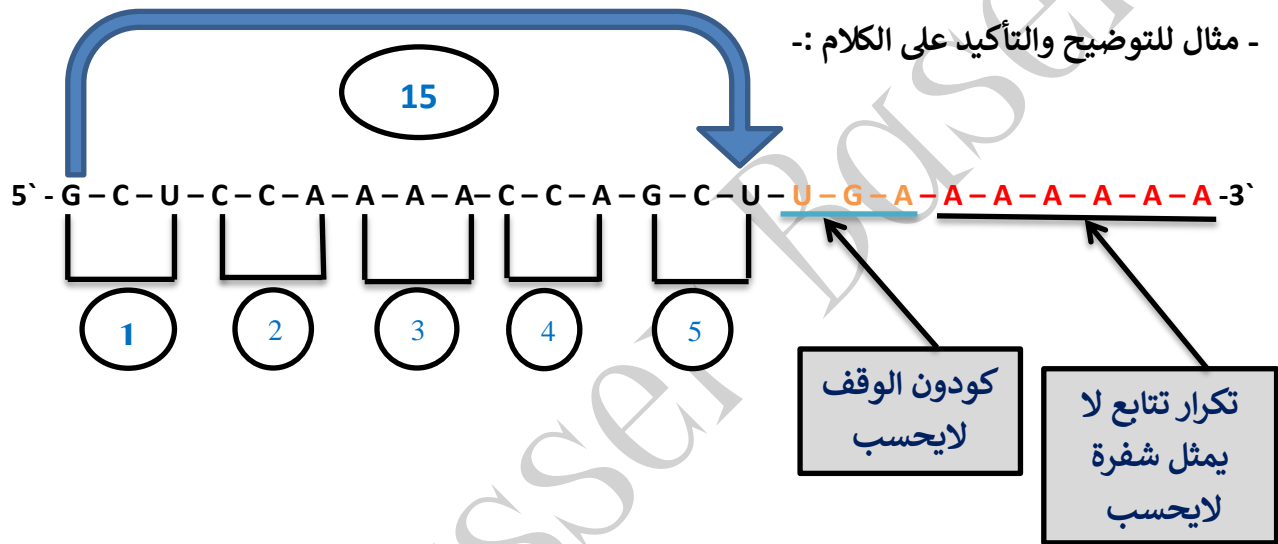 - مثال للتوضيح والتأكيد على الكلام :-
15
5` - G – C – U – C – C – A – A – A – A – C – C – A – G – C – U – U – G – A – A – A – A – A – A – A -3`
1 2 3 4 5
كودون الوقف
لايحسب
تكرار تتابع لا
يمثل شفرة
لايحسب
Basser